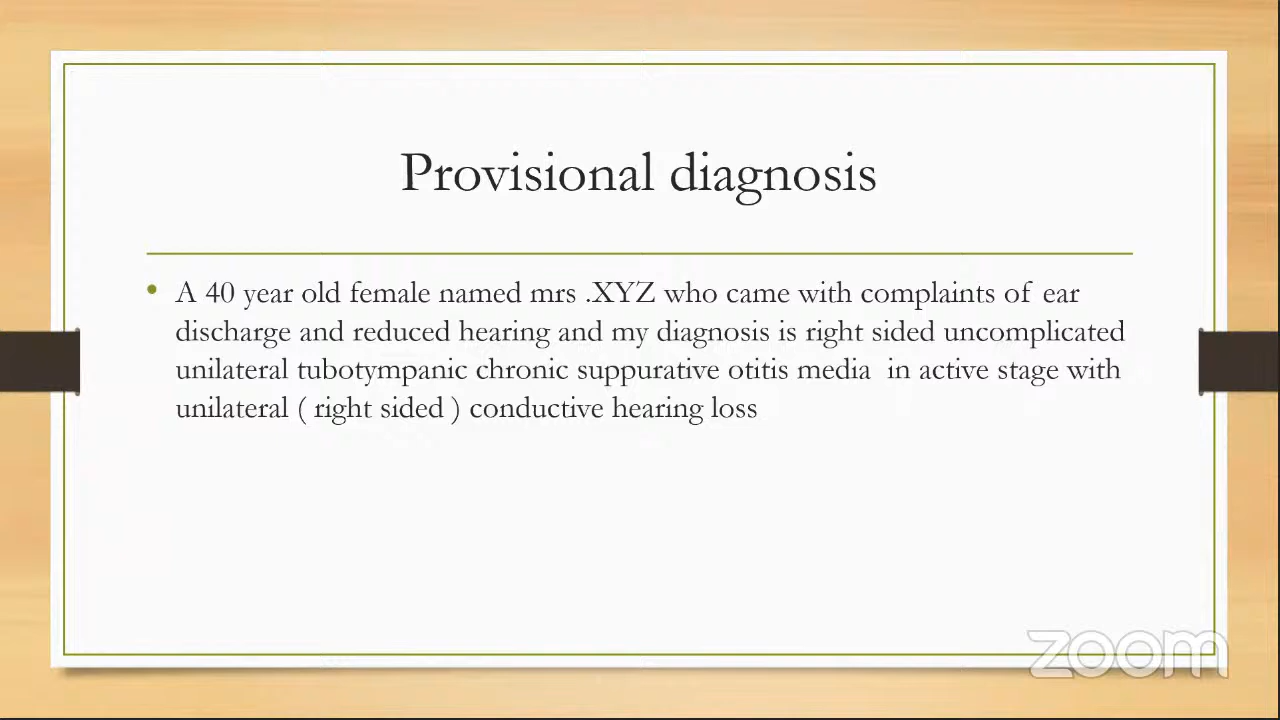 Provisional diagnosis
• A 40 year old female named mrs .XYZ who came with complaints of ear
discharge and reduced hearing and my diagnosis is right sided uncomplicated
unilateral tubotympanic chronic suppurative otitis media in active stage with
unilateral ( right sided ) conductive hearing loss
zoom